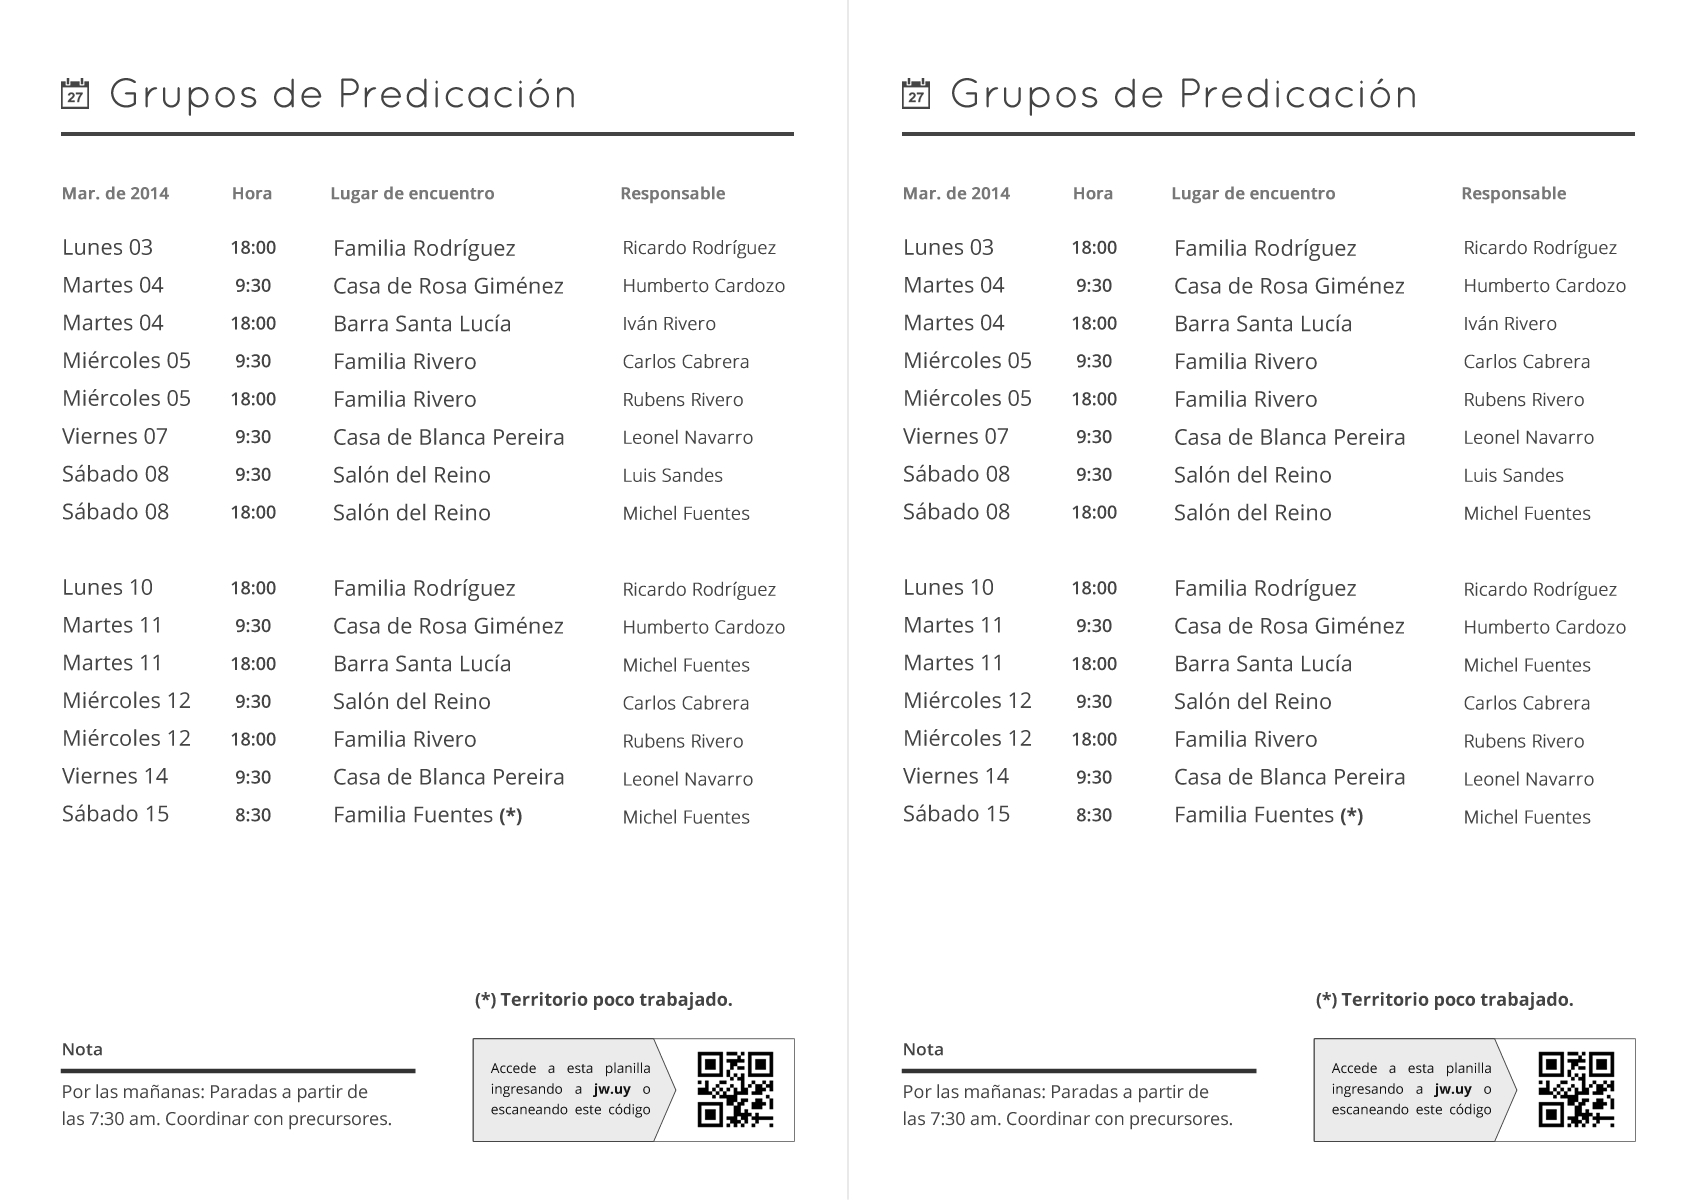 27 Grupos de Predicación
Mar. de 2014 Hora Lugar de encuentro Responsable
Lunes 03 18:00 Familia Rodríguez Ricardo Rodríguez
Martes 04 9:30 Casa de Rosa Giménez Humberto Cardozo
Martes 04 18:00 Barra Santa Lucía Iván Rivero
Miércoles 05 9:30 Familia Rivero Carlos Cabrera
Miércoles 05 18:00 Familia Rivero Rubens Rivero
Viernes 07 9:30 Casa de Blanca Pereira Leonel Navarro
Sábado 08 9:30 Salón del Reino Luis Sandes
Sábado 08 18:00 Salón del Reino Michel Fuentes
Lunes 10 18:00 Familia Rodríguez Ricardo Rodríguez
Martes 11 9:30 Casa de Rosa Giménez Humberto Cardozo
Martes 11 18:00 Barra Santa Lucía Michel Fuentes
Miércoles 12 9:30 Salón del Reino Carlos Cabrera
Miércoles 12 18:00 Familia Rivero Rubens Rivero
Viernes 14 9:30 Casa de Blanca Pereira Leonel Navarro
Sábado 15 8:30 Familia Fuentes (*) Michel Fuentes
(*) Territorio poco trabajado.
Nota
Por las mañanas: Paradas a partir de
las 7:30 am. Coordinar con precursores.
Accede a esta planilla
ingresando a jw.uy o
escaneando este código
27 Grupos de Predicación
Mar. de 2014 Hora Lugar de encuentro Responsable
Lunes 03 18:00 Familia Rodríguez Ricardo Rodríguez
Martes 04 9:30 Casa de Rosa Giménez Humberto Cardozo
Martes 04 18:00 Barra Santa Lucía Iván Rivero
Miércoles 05 9:30 Familia Rivero Carlos Cabrera
Miércoles 05 18:00 Familia Rivero Rubens Rivero
Viernes 07 9:30 Casa de Blanca Pereira Leonel Navarro
Sábado 08 9:30 Salón del Reino Luis Sandes
Sábado 08 18:00 Salón del Reino Michel Fuentes
Lunes 10 18:00 Familia Rodríguez Ricardo Rodríguez
Martes 11 9:30 Casa de Rosa Giménez Humberto Cardozo
Martes 11 18:00 Barra Santa Lucía Michel Fuentes
Miércoles 12 9:30 Salón del Reino Carlos Cabrera
Miércoles 12 18:00 Familia Rivero Rubens Rivero
Viernes 14 9:30 Casa de Blanca Pereira Leonel Navarro
Sábado 15 8:30 Familia Fuentes (*) Michel Fuentes
(*) Territorio poco trabajado.
Nota
Por las mañanas: Paradas a partir de
las 7:30 am. Coordinar con precursores.
Accede a esta planilla
ingresando a jw.uy o
escaneando este código